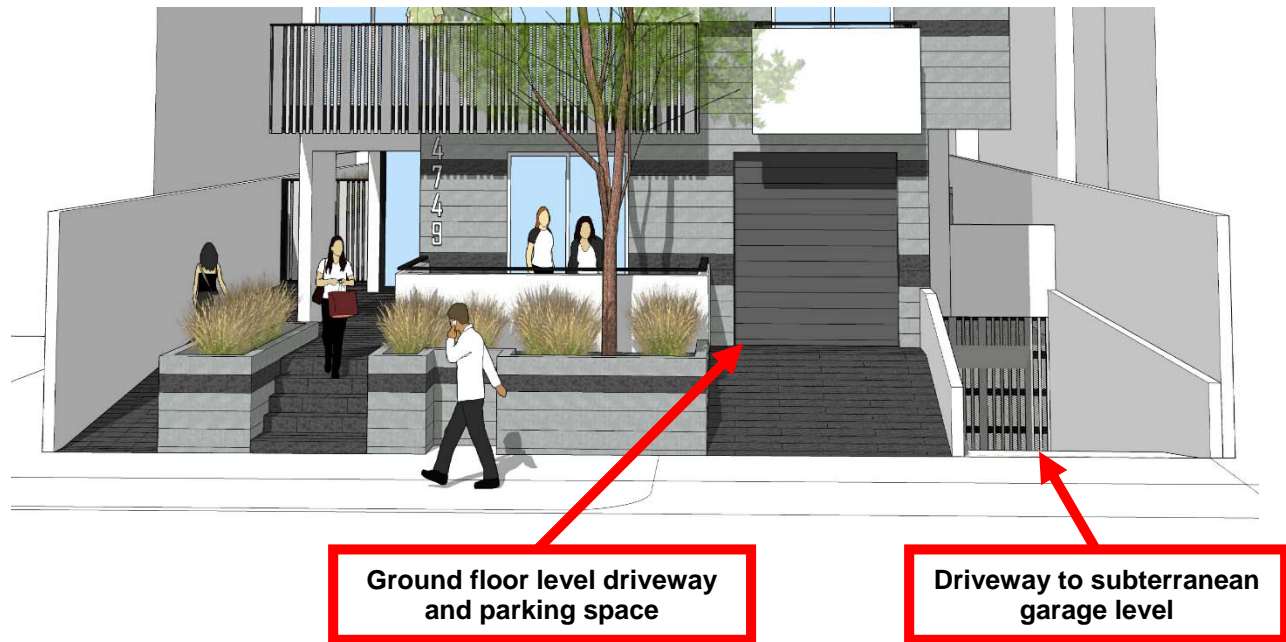 4749
Ground floor level driveway
and parking space
Driveway to subterranean
garage level